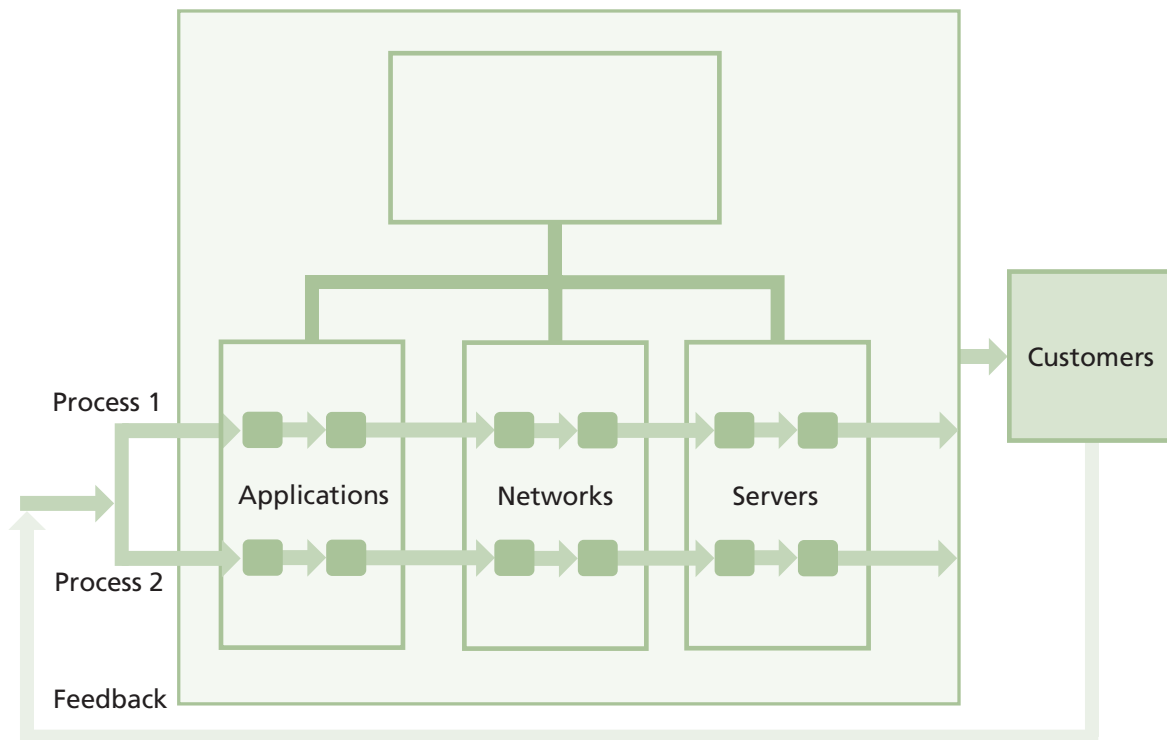 Customers
Process 1
Applications
Networks
Servers
Process 2
Feedback